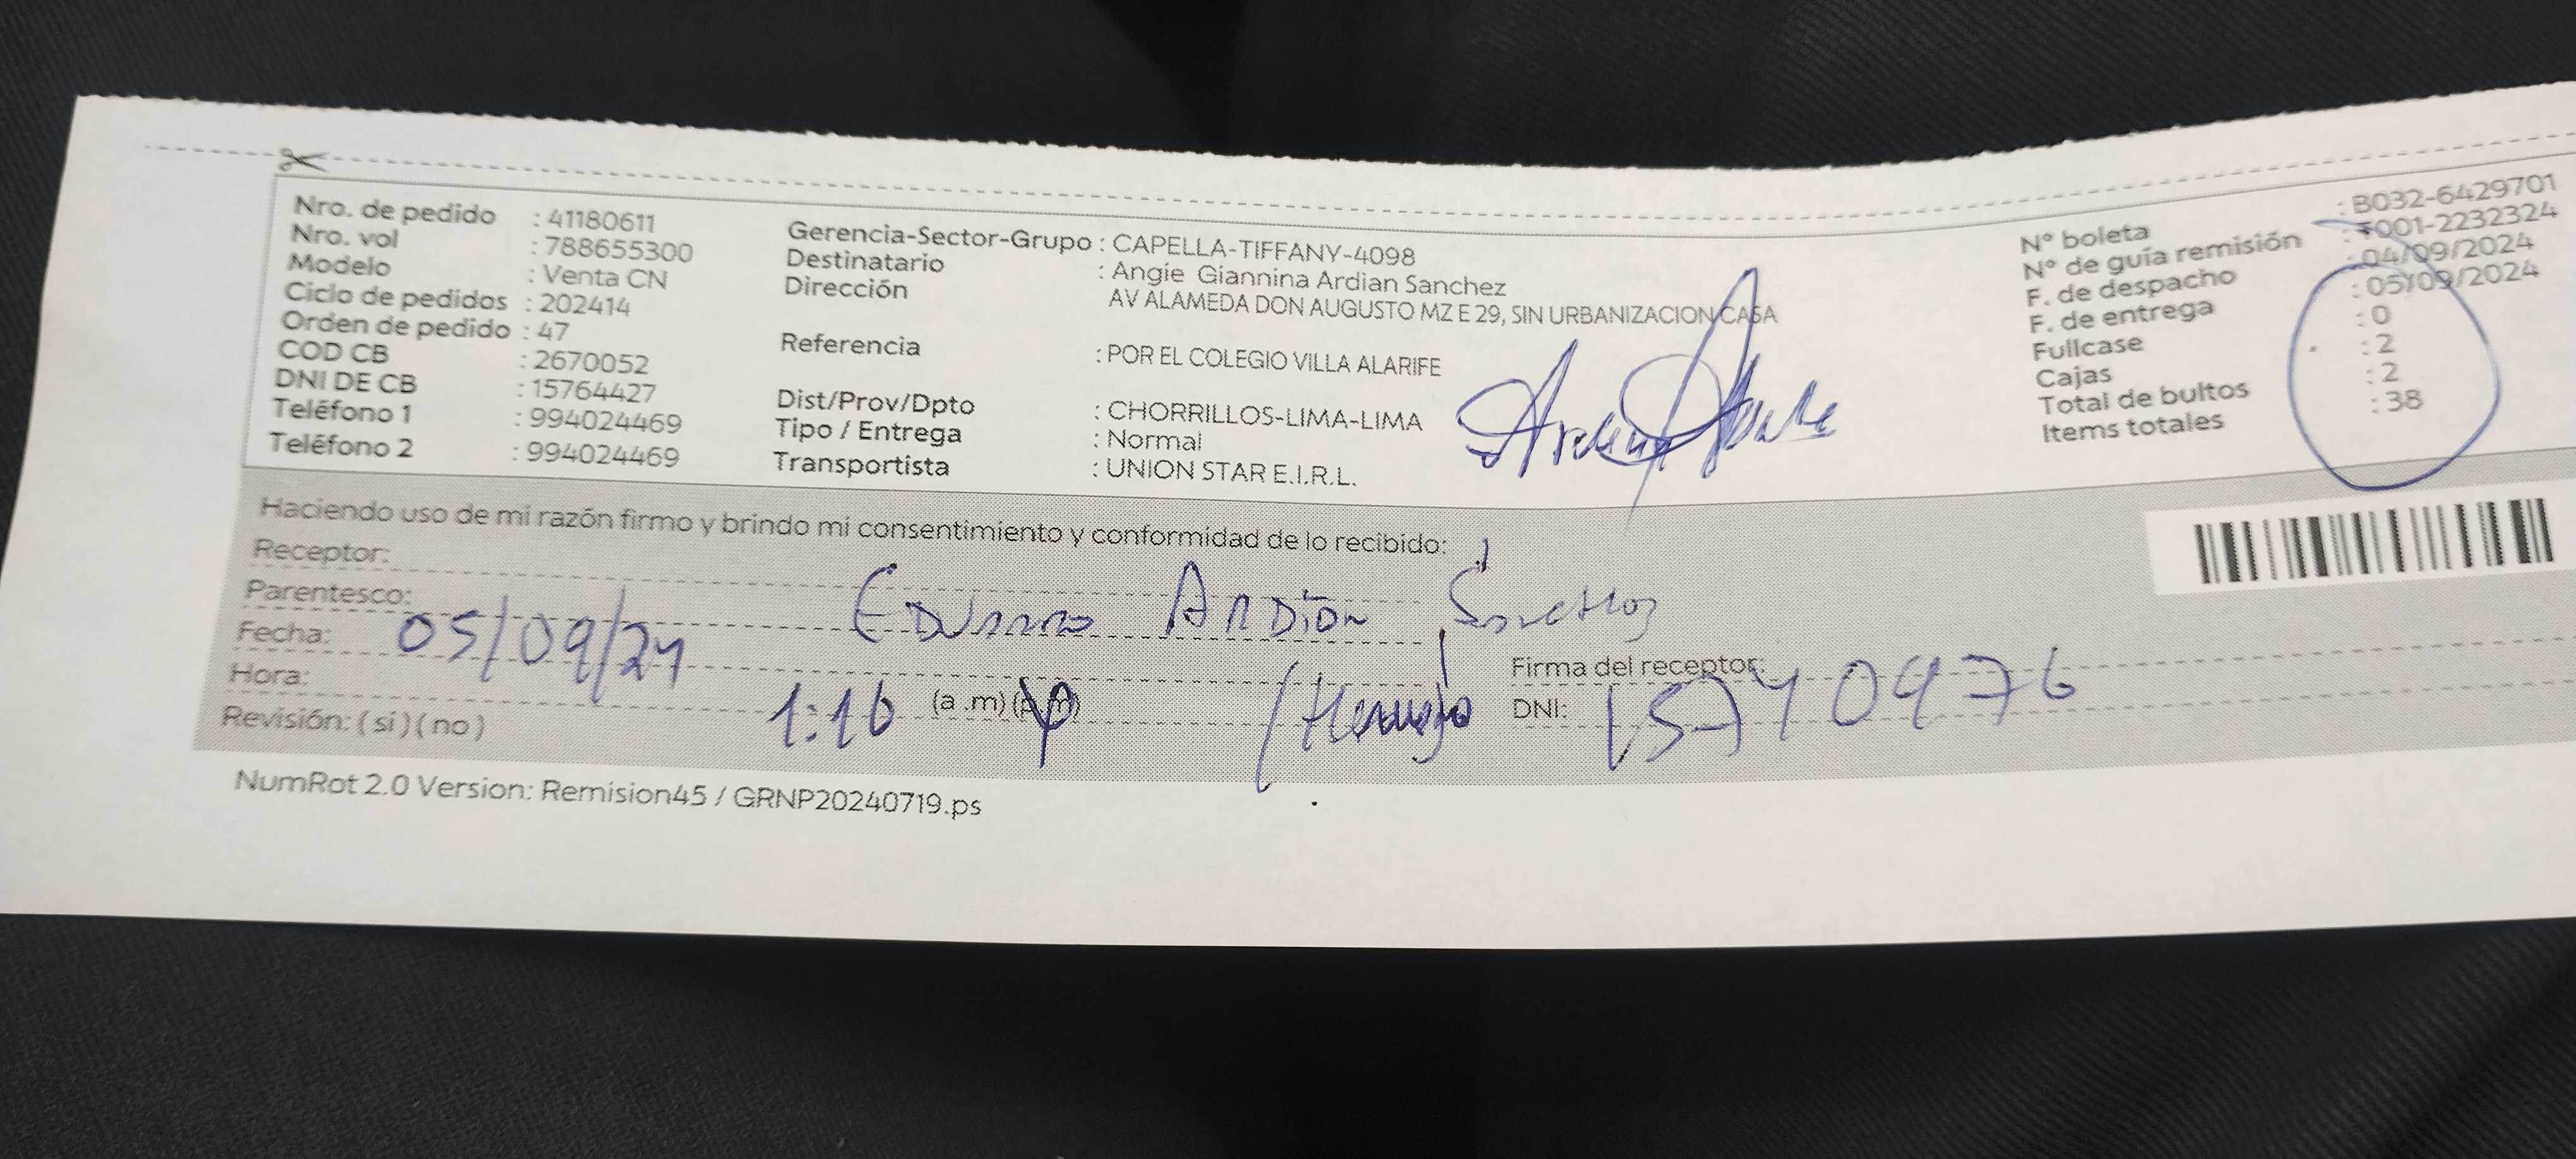 Nro. de pedido : 41180611
Nro. vol : 788655300
Modelo : Venta CN
Ciclo de pedidos : 202414
Orden de pedido : 47
COD CB : 2670052
DNI DE CB : 15764427
Teléfono 1 : 994024469
Teléfono 2 : 994024469
Gerencia-Sector-Grupo : CAPELLA-TIFFANY-4098
Destinatario : Angie Giannina Ardian Sanchez
Dirección AV ALAMEDA DON AUGUSTO MZ E 29, SIN URBANIZACION CASA
Referencia : POR EL COLEGIO VILLA ALARIFE
Dist/Prov/Dpto : CHORRILLOS-LIMA-LIMA
Tipo / Entrega : Normal
Transportista : UNION STAR E.I.R.L.
N° boleta : B032-6429701
N° de guía remisión : T001-2232324
F. de despacho : 04/09/2024
F. de entrega : 05/09/2024
Fullcase : 0
Cajas : 2
Total de bultos : 2
Items totales : 38
Haciendo uso de mi razón firmo y brindo mi consentimiento y conformidad de lo recibido:
Receptor:
Parentesco: Eduardo Ardian Sanchez
Fecha: 05/09/24
Hora: 1:10 (a .m) (p.m)
Firma del receptor:
Revisión: ( si ) ( no )
DNI: 15740976
NumRot 2.0 Version: Remision45 / GRNP20240719.ps